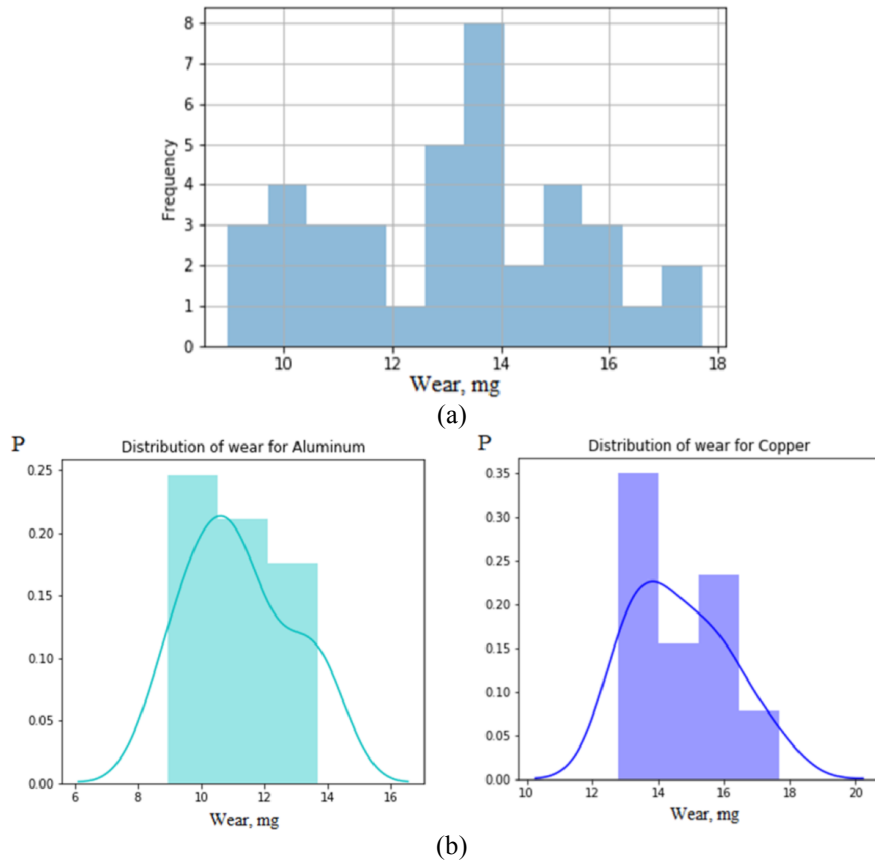 8
7
6
5
4
3
2
1
0
Frequency
10 12 14 16 18
Wear, mg
(a)
P Distribution of wear for Aluminum
0.25
0.20
0.15
0.10
0.05
0.00
6 8 10 12 14 16
Wear, mg
P Distribution of wear for Copper
0.35
0.30
0.25
0.20
0.15
0.10
0.05
0.00
10 12 14 16 18 20
Wear, mg
(b)